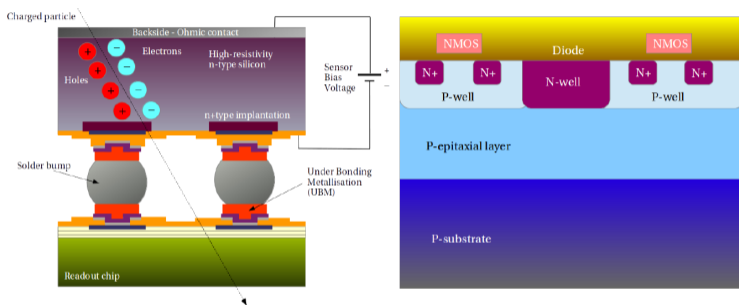 Charged particle
Backside - Ohmic contact
Electrons
High-resistivity
n-type silicon
Holes
n+type implantation
Sensor
Bias
Voltage
+
−
Solder bump
Under Bonding
Metallisation
(UBM)
Readout chip
NMOS
Diode
NMOS
N+
N+
N-well
N+
N+
P-well
P-well
P-epitaxial layer
P-substrate